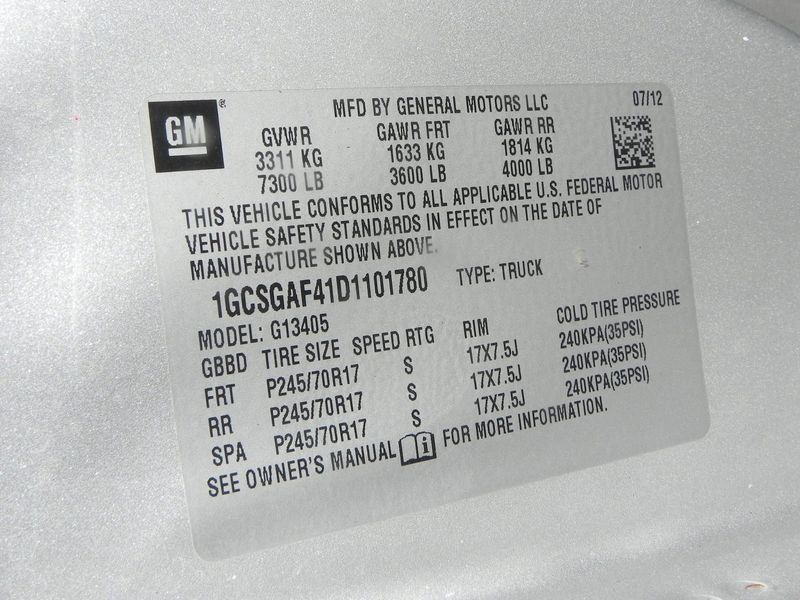 GM ®
MFD BY GENERAL MOTORS LLC 07/12
GVWR GAWR FRT GAWR RR
3311 KG 1633 KG 1814 KG
7300 LB 3600 LB 4000 LB
THIS VEHICLE CONFORMS TO ALL APPLICABLE U.S. FEDERAL MOTOR
VEHICLE SAFETY STANDARDS IN EFFECT ON THE DATE OF
MANUFACTURE SHOWN ABOVE.
1GCSGAF41D1101780 TYPE: TRUCK
MODEL: G13405
GBBD TIRE SIZE SPEED RTG RIM COLD TIRE PRESSURE
FRT P245/70R17 S 17X7.5J 240KPA(35PSI)
RR P245/70R17 S 17X7.5J 240KPA(35PSI)
SPA P245/70R17 S 17X7.5J 240KPA(35PSI)
SEE OWNER'S MANUAL i FOR MORE INFORMATION.